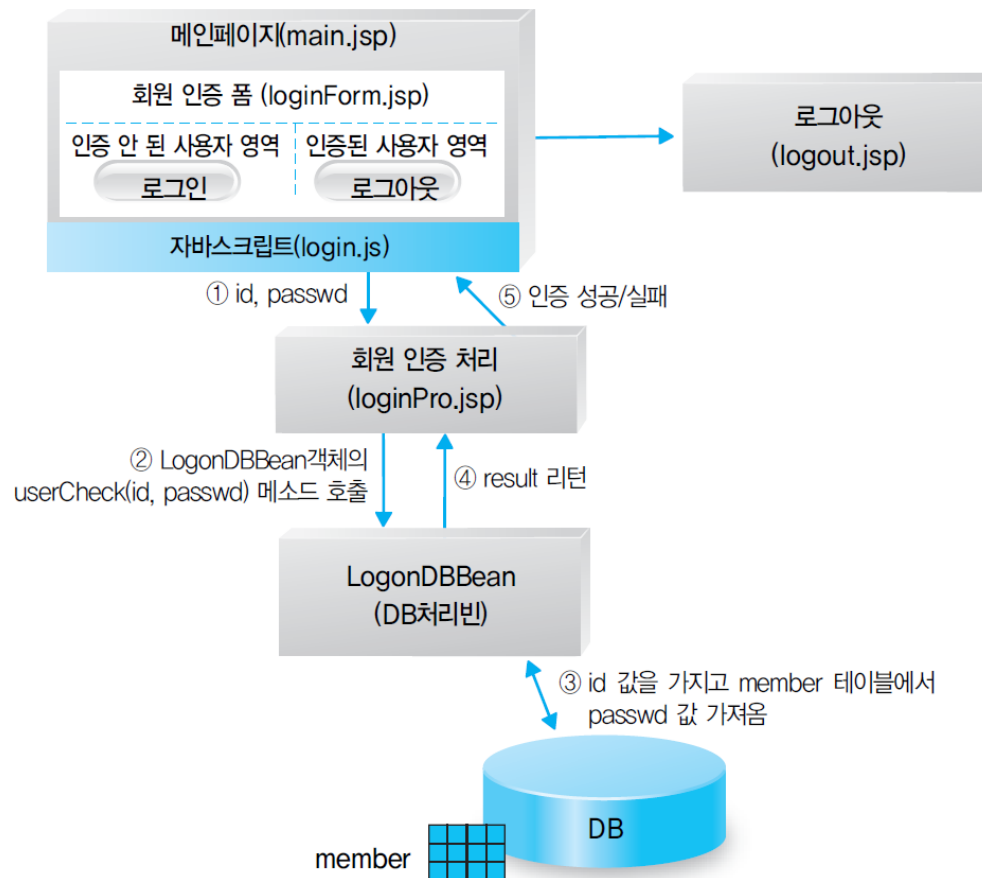 메인페이지(main.jsp)
회원 인증 폼 (loginForm.jsp)
인증 안 된 사용자 영역
로그인
인증된 사용자 영역
로그아웃
자바스크립트(login.js)
로그아웃
(logout.jsp)
① id, passwd
⑤ 인증 성공/실패
회원 인증 처리
(loginPro.jsp)
② LogonDBBean객체의
userCheck(id, passwd) 메소드 호출
④ result 리턴
LogonDBBean
(DB처리빈)
③ id 값을 가지고 member 테이블에서
passwd 값 가져옴
DB
member